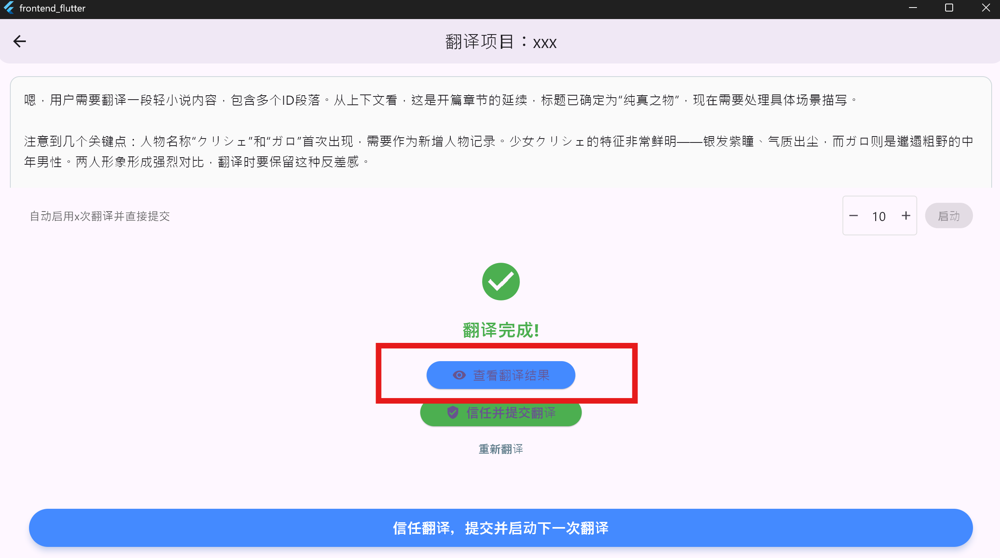 frontend_flutter
翻译项目：xxx
嗯，用户需要翻译一段轻小说内容，包含多个ID段落。从上下文看，这是开篇章节的延续，标题已确定为“纯真之物”，现在需要处理具体场景描写。
注意到几个关键点：人物名称“クリシェ”和“ガロ”首次出现，需要作为新增人物记录。少女クリシェ的特征非常鲜明——银发紫瞳、气质出尘，而ガロ则是邋遢粗野的中
年男性。两人形象形成强烈对比，翻译时要保留这种反差感。
自动启用x次翻译并直接提交
10
启动
翻译完成!
查看翻译结果
信任并提交翻译
重新翻译
信任翻译，提交并启动下一次翻译